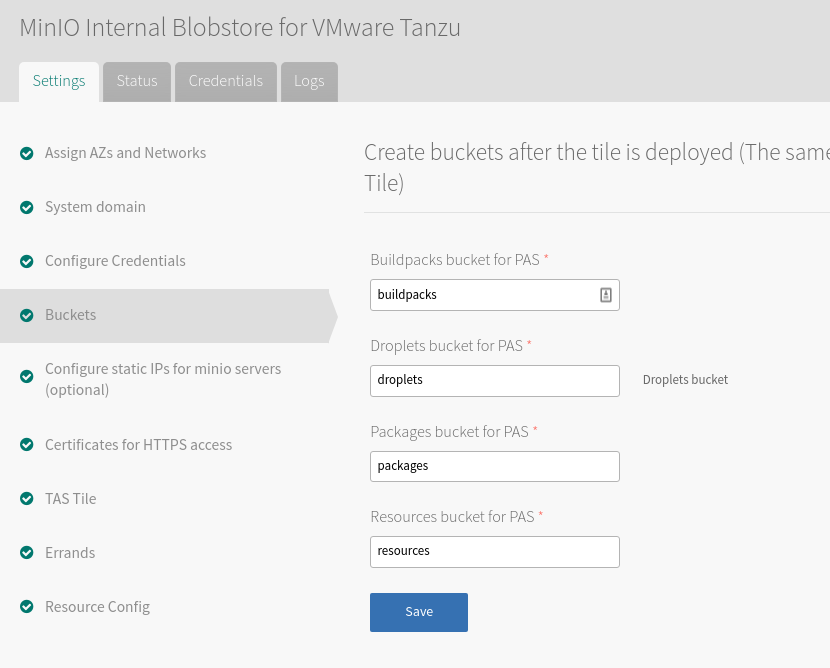 MinIO Internal Blobstore for VMware Tanzu
Settings
Status
Credentials
Logs
Assign AZs and Networks
System domain
Configure Credentials
Buckets
Configure static IPs for minio servers
(optional)
Certificates for HTTPS access
TAS Tile
Errands
Resource Config
Create buckets after the tile is deployed (The same
Tile)
Buildpacks bucket for PAS *
buildpacks
Droplets bucket for PAS *
droplets
Droplets bucket
Packages bucket for PAS *
packages
Resources bucket for PAS *
resources
Save